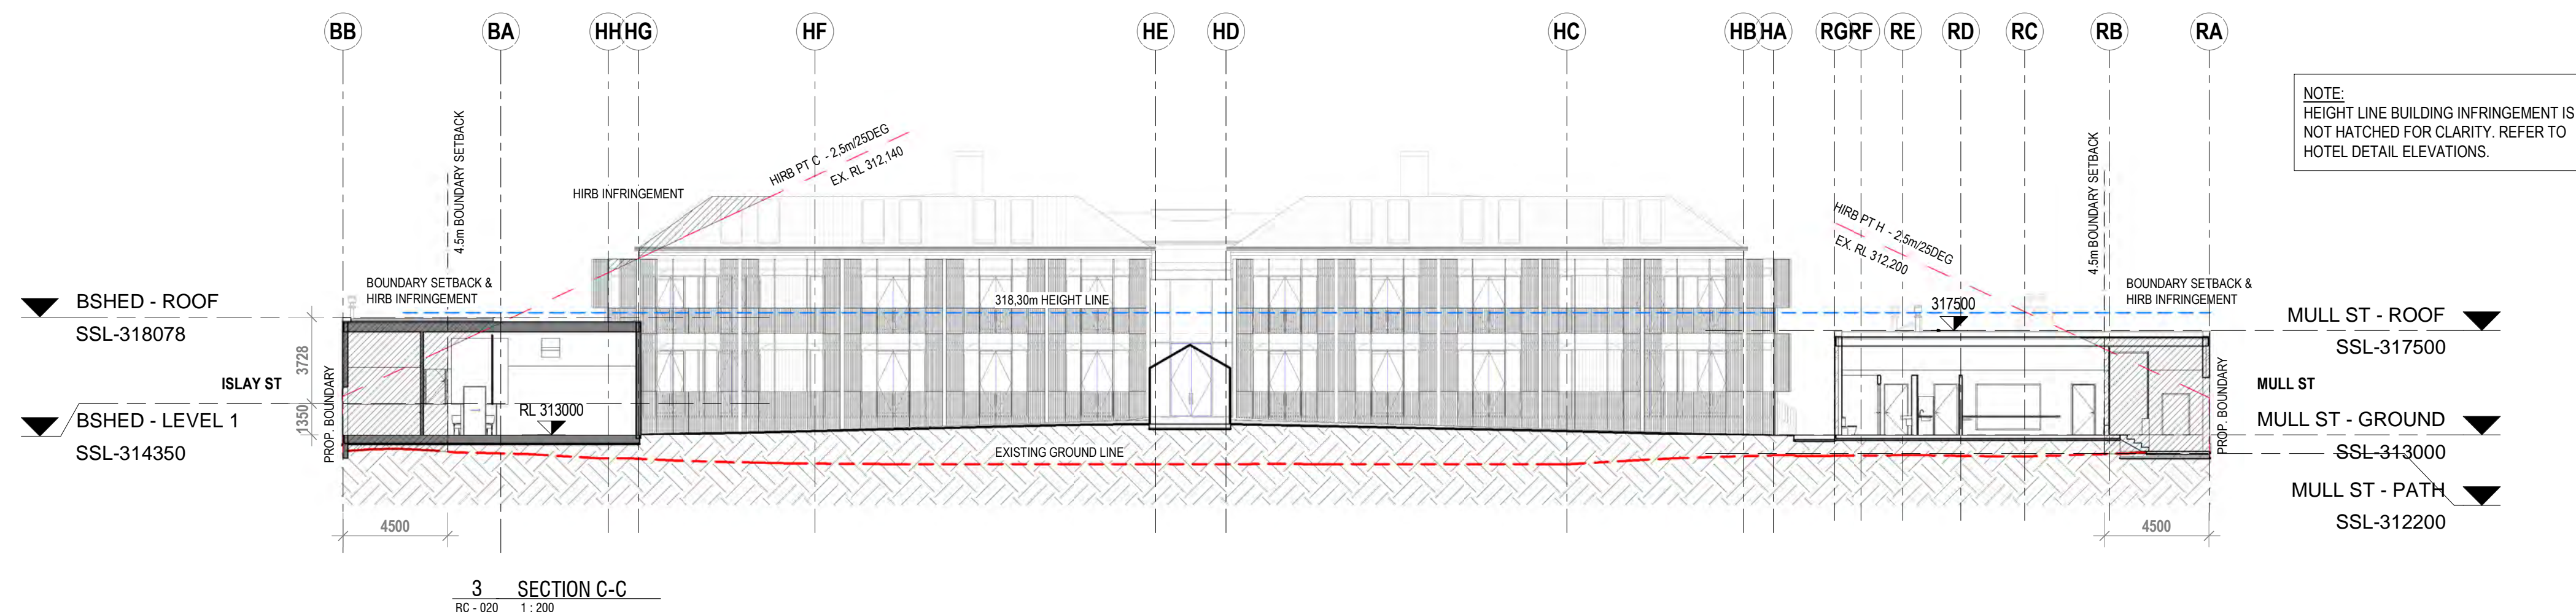 BB
BA
HH
HG
HF
HE
HD
HC
HB
HA
RG
RF
RE
RD
RC
RB
RA
NOTE:
HEIGHT LINE BUILDING INFRINGEMENT IS
NOT HATCHED FOR CLARITY. REFER TO
HOTEL DETAIL ELEVATIONS.
4.5m BOUNDARY SETBACK
HIRB INFRINGEMENT
HIRB PT C - 2,5m/25DEG
EX. RL 312,140
HIRB PT H - 2,5m/25DEG
EX. RL 312,200
4.5m BOUNDARY SETBACK
BOUNDARY SETBACK &
HIRB INFRINGEMENT
BOUNDARY SETBACK &
HIRB INFRINGEMENT
318,30m HEIGHT LINE
317500
BSHED - ROOF
SSL-318078
3728
1350
ISLAY ST
PROP. BOUNDARY
BSHED - LEVEL 1
SSL-314350
RL 313000
EXISTING GROUND LINE
MULL ST - ROOF
SSL-317500
PROP. BOUNDARY
MULL ST
MULL ST - GROUND
SSL-313000
MULL ST - PATH
SSL-312200
4500
4500
3 SECTION C-C
RC - 020 1 : 200